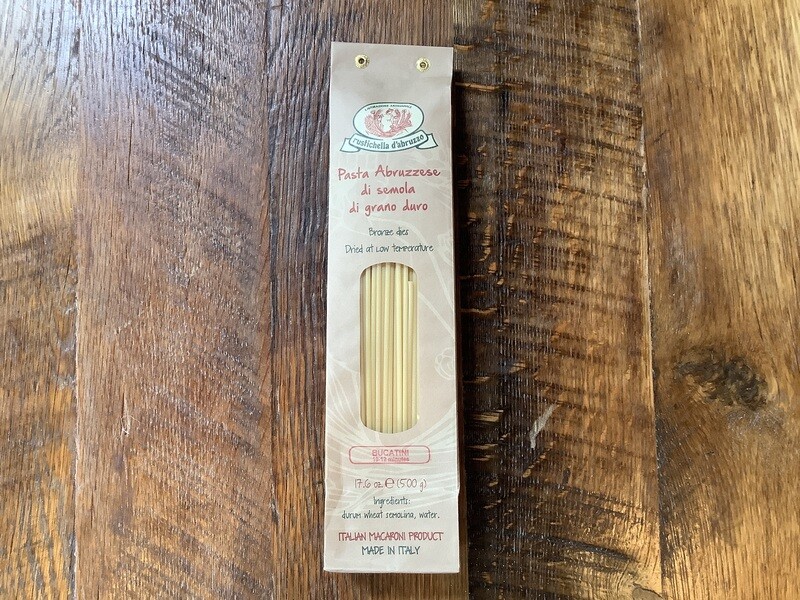 rustichella d'abruzzo
Pasta Abruzzese
di semola
di grano duro
Bronze dies
Dried at low temperature
BUCATINI
17.6 oz. ℮ (500 g)
Ingredients:
durum wheat semolina, water.
ITALIAN MACARONI PRODUCT
MADE IN ITALY